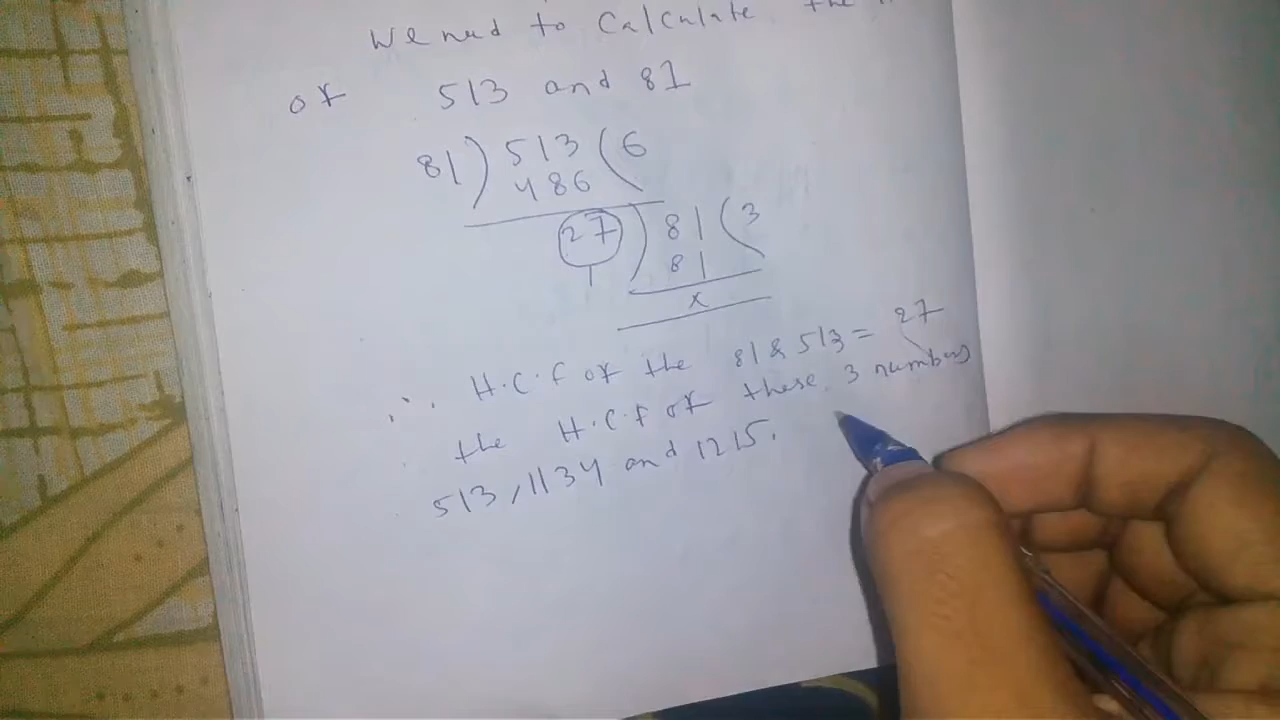 We need to Calculate the
of 513 and 81
81 ) 513 ( 6
486
27 ) 81 ( 3
81
x
∴ H.C.F of the 81 & 513 = 27
the H.C.F of these 3 numbers
513, 1134 and 1215.